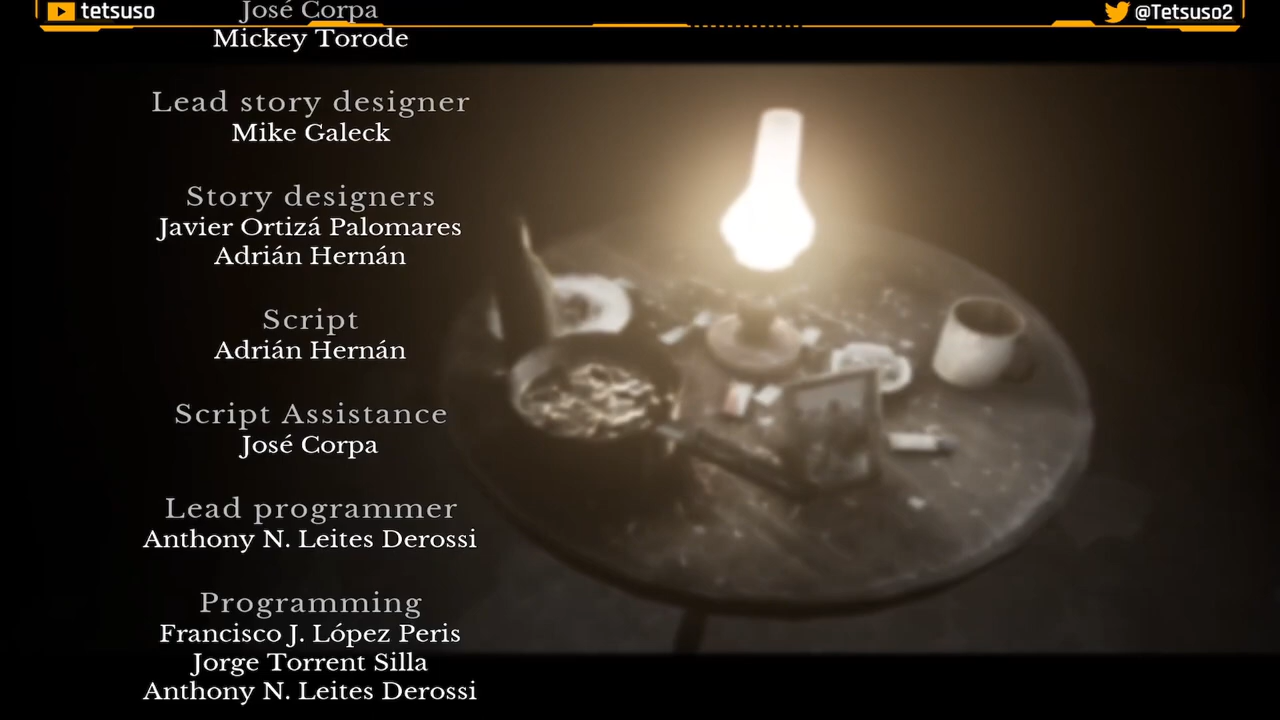 tetsuso
@Tetsuso2
José Corpa
Mickey Torode
Lead story designer
Mike Galeck
Story designers
Javier Ortizá Palomares
Adrián Hernán
Script
Adrián Hernán
Script Assistance
José Corpa
Lead programmer
Anthony N. Leites Derossi
Programming
Francisco J. López Peris
Jorge Torrent Silla
Anthony N. Leites Derossi